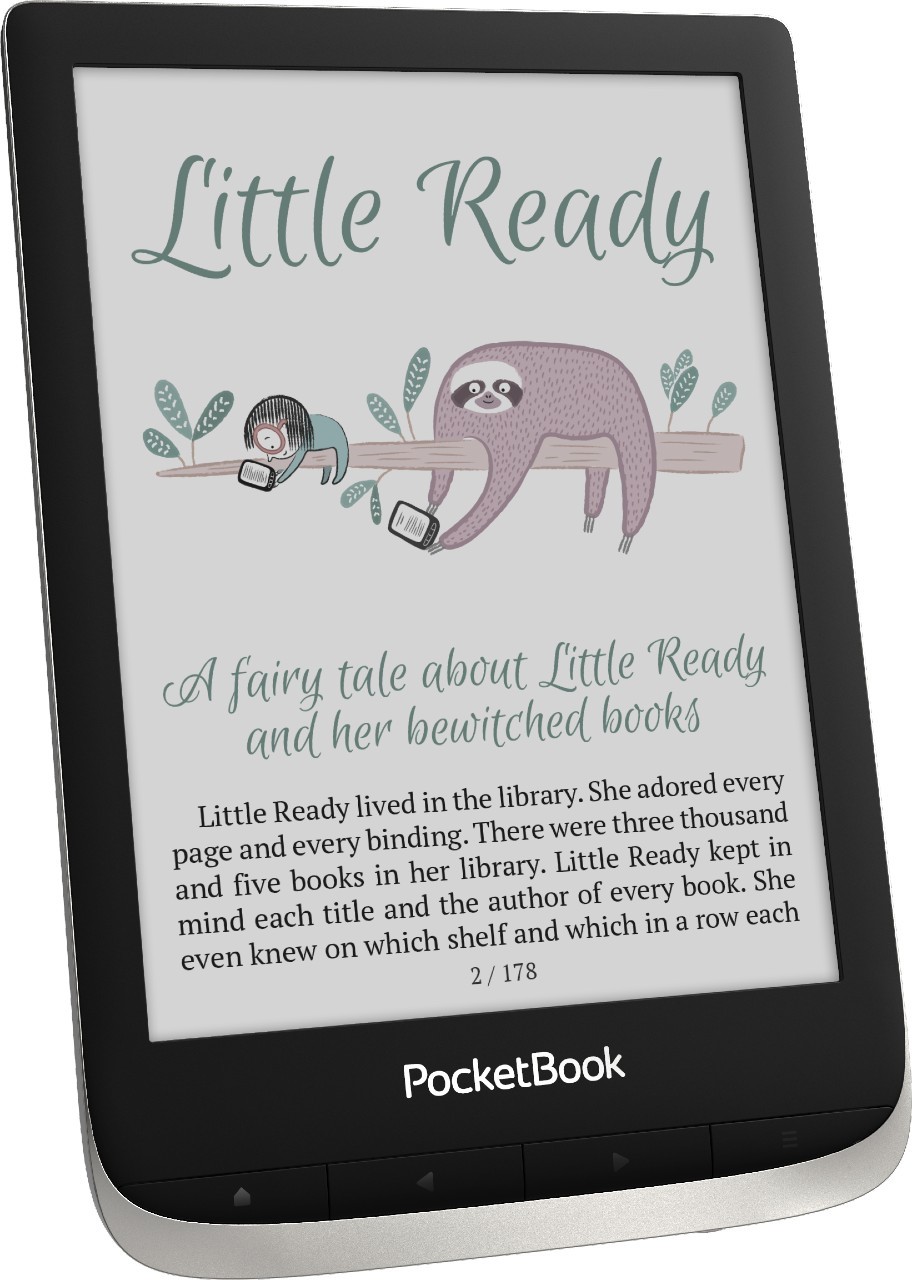 Little Ready
A fairy tale about Little Ready
and her bewitched books
Little Ready lived in the library. She adored every
page and every binding. There were three thousand
and five books in her library. Little Ready kept in
mind each title and the author of every book. She
even knew on which shelf and which in a row each
2 / 178
PocketBook